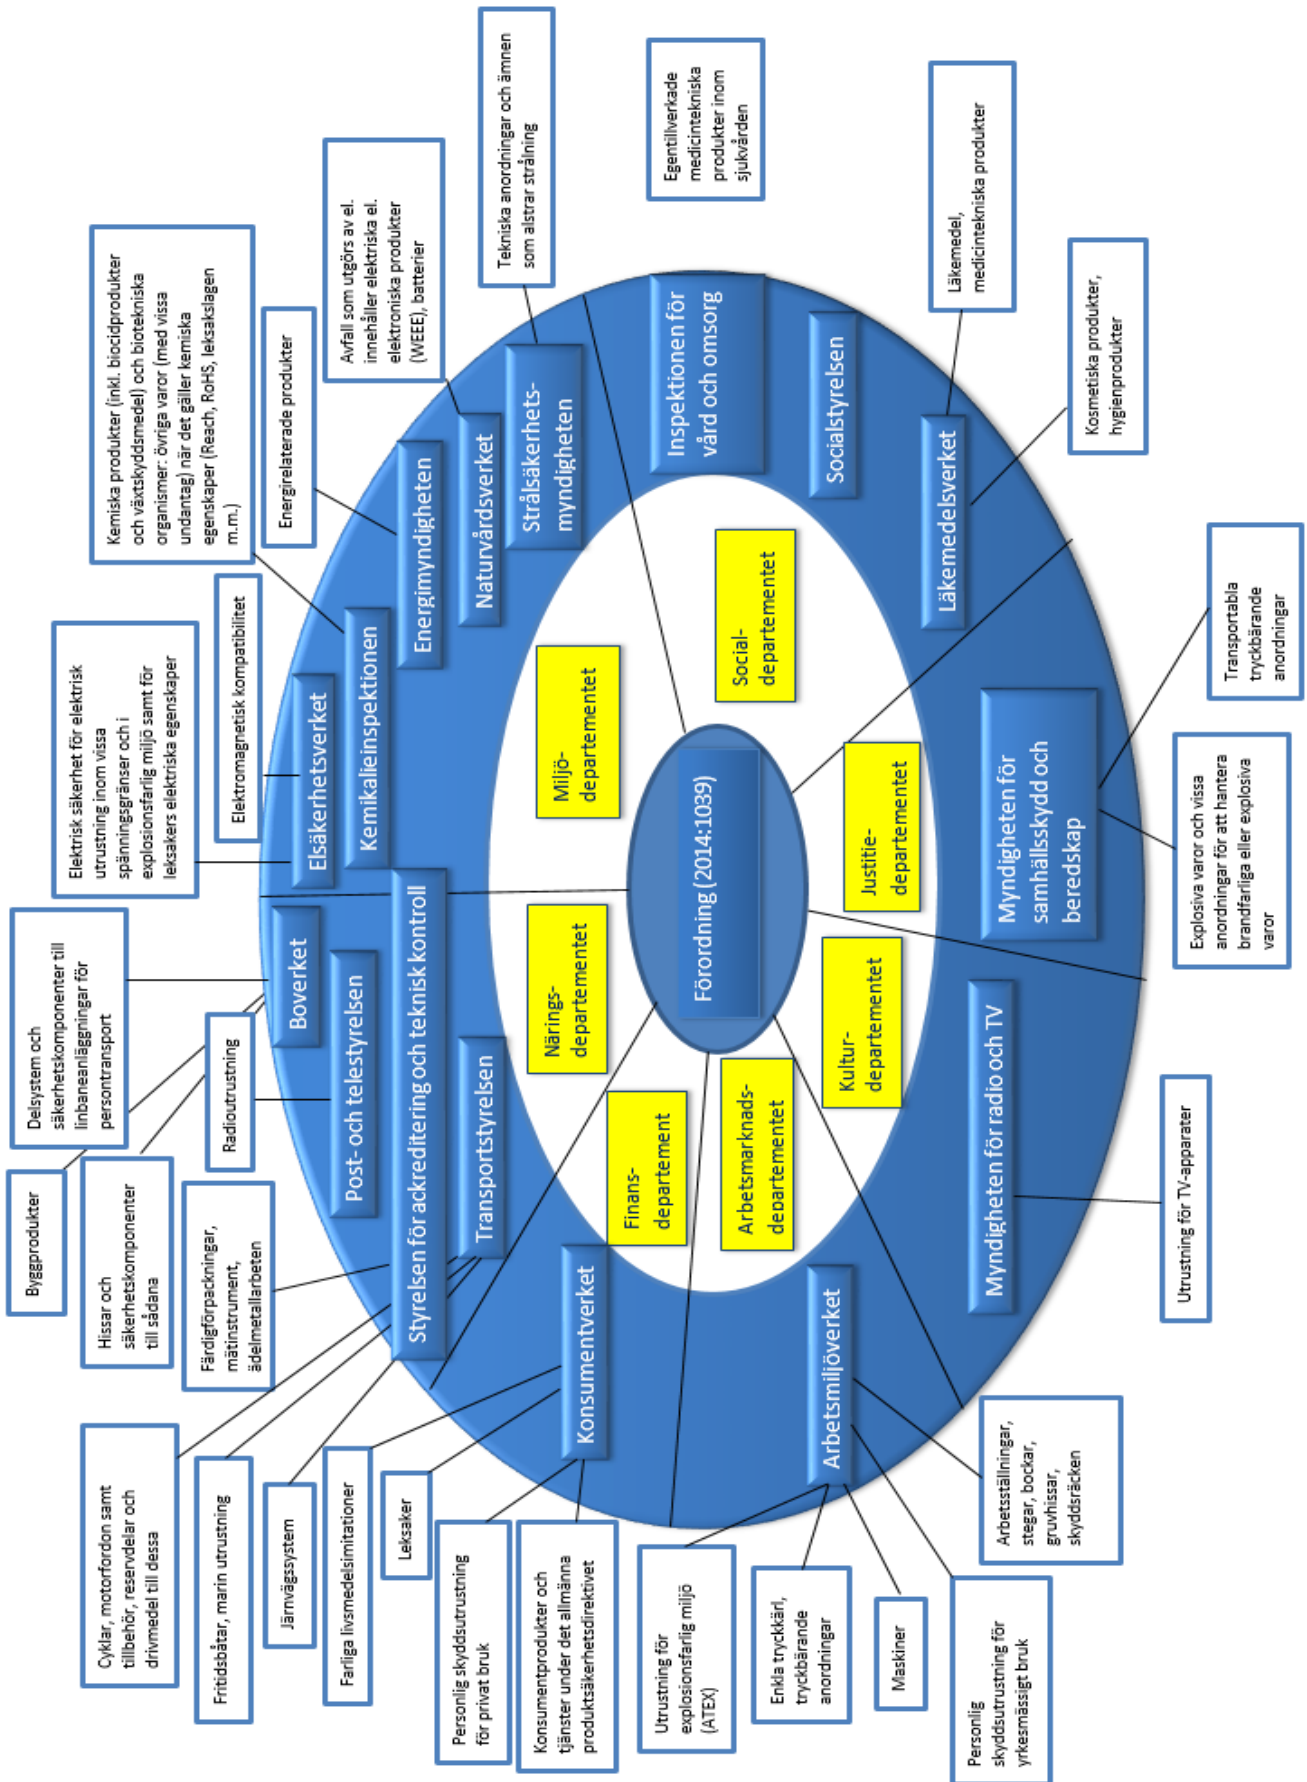 Byggprodukter
Delsystem och
säkerhetskomponenter till
linbaneanläggningar för
persontransport
Hissar och
säkerhetskomponenter
till sådana
Radioutrustning
Färdigförpackningar,
mätinstrument,
ädelmetallarbeten
Cyklar, motorfordon samt
tillbehör, reservdelar och
drivmedel till dessa
Fritidsbåtar, marin utrustning
Järnvägssystem
Farliga livsmedelsimitationer
Leksaker
Personlig skyddsutrustning
för privat bruk
Konsumentprodukter och
tjänster under det allmänna
produktsäkerhetsdirektivet
Utrustning för
explosionsfarlig miljö
(ATEX)
Enkla tryckkärl,
tryckbärande
anordningar
Maskiner
Personlig
skyddsutrustning för
yrkesmässigt bruk
Arbetsställningar,
stegar, bockar,
gruvhissar,
skyddsräcken
Utrustning för TV-apparater
Explosiva varor och vissa
anordningar för att hantera
brandfarliga eller explosiva
varor
Transportabla
tryckbärande
anordningar
Kosmetiska produkter,
hygienprodukter
Läkemedel,
medicintekniska produkter
Egentillverkade
medicintekniska
produkter inom
sjukvården
Tekniska anordningar och ämnen
som alstrar strålning
Avfall som utgörs av el.
innehåller elektriska el.
elektroniska produkter
(WEEE), batterier
Energirelaterade produkter
Kemiska produkter (inkl. biocidprodukter
och växtskyddsmedel) och biotekniska
organismer: övriga varor (med vissa
undantag) när det gäller kemiska
egenskaper (Reach, RoHS, leksakslagen
m.m.)
Elektromagnetisk kompatibilitet
Elektrisk säkerhet för elektrisk
utrustning inom vissa
spänningsgränser och i
explosionsfarlig miljö samt för
leksakers elektriska egenskaper
Boverket
Post- och telestyrelsen
Styrelsen för ackreditering och teknisk kontroll
Transportstyrelsen
Konsumentverket
Arbetsmiljöverket
Myndigheten för radio och TV
Myndigheten för
samhällsskydd och
beredskap
Läkemedelsverket
Socialstyrelsen
Inspektionen för
vård och omsorg
Strålsäkerhets-
myndigheten
Naturvårdsverket
Energimyndigheten
Kemikalieinspektionen
Elsäkerhetsverket
Närings-
departementet
Miljö-
departementet
Social-
departementet
Justitie-
departementet
Kultur-
departementet
Arbetsmarknads-
departementet
Finans-
departement
Förordning (2014:1039)